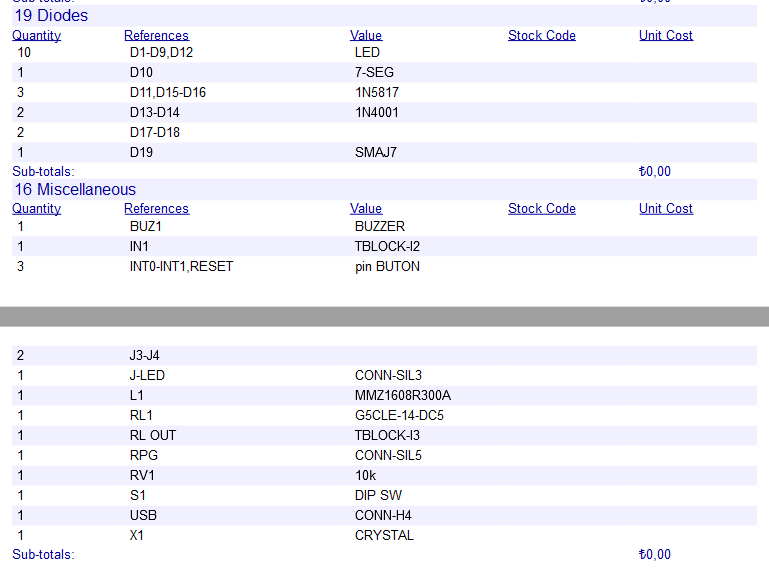 Sub-totals: ₺0,00
19 Diodes
Quantity References Value Stock Code Unit Cost
10 D1-D9,D12 LED
1 D10 7-SEG
3 D11,D15-D16 1N5817
2 D13-D14 1N4001
2 D17-D18
1 D19 SMAJ7
Sub-totals: ₺0,00
16 Miscellaneous
Quantity References Value Stock Code Unit Cost
1 BUZ1 BUZZER
1 IN1 TBLOCK-I2
3 INT0-INT1,RESET pin BUTON
2 J3-J4
1 J-LED CONN-SIL3
1 L1 MMZ1608R300A
1 RL1 G5CLE-14-DC5
1 RL OUT TBLOCK-I3
1 RPG CONN-SIL5
1 RV1 10k
1 S1 DIP SW
1 USB CONN-H4
1 X1 CRYSTAL
Sub-totals: ₺0,00